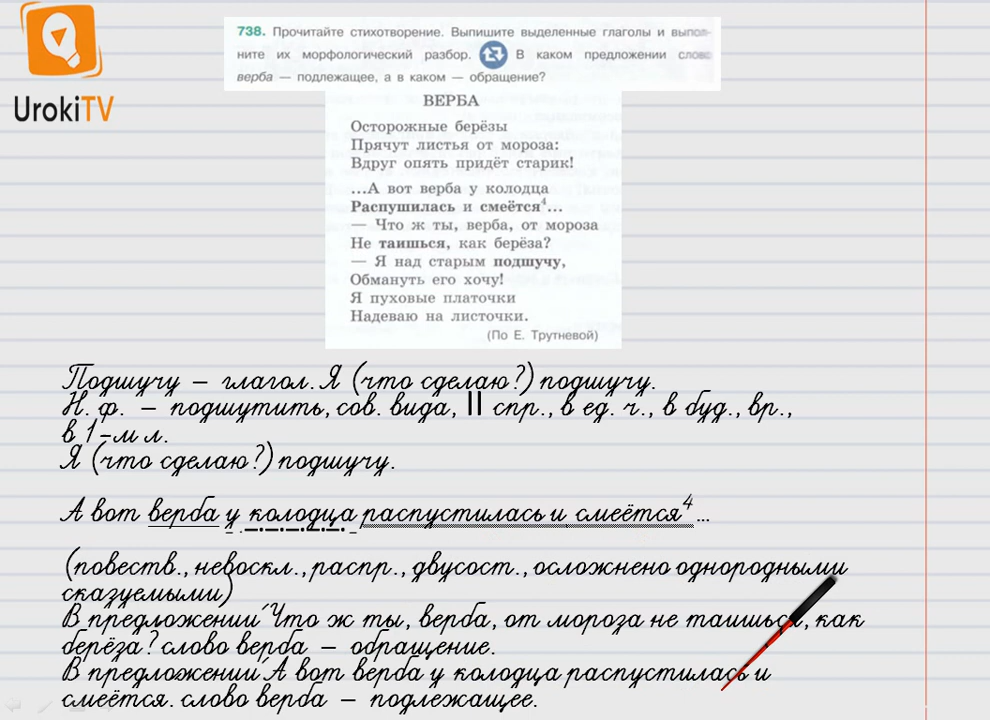 UrokiTV
738. Прочитайте стихотворение. Выпишите выделенные глаголы и выпол-
ните их морфологический разбор. В каком предложении слово
верба — подлежащее, а в каком — обращение?
ВЕРБА
Осторожные берёзы
Прячут листья от мороза:
Вдруг опять придёт старик!
...А вот верба у колодца
Распушилась и смеётся⁴...
— Что ж ты, верба, от мороза
Не таишься, как берёза?
— Я над старым подшучу,
Обмануть его хочу!
Я пуховые платочки
Надеваю на листочки.
(По Е. Трутневой)
Подшучу – глагол. Я (что сделаю?) подшучу.
Н. ф. – подшутить, сов. вида, II спр., в ед. ч., в буд., вр.,
в 1-м л.
Я (что сделаю?) подшучу.
А вот верба у колодца распустилась и смеётся⁴...
(повеств., невоскл., распр., двусост., осложнено однородными
сказуемыми)
В предложений "Что ж ты, верба, от мороза не таишься, как
берёза? слово верба – обращение.
В предложений "А вот верба у колодца распустилась и
смеётся. слово верба – подлежащее.